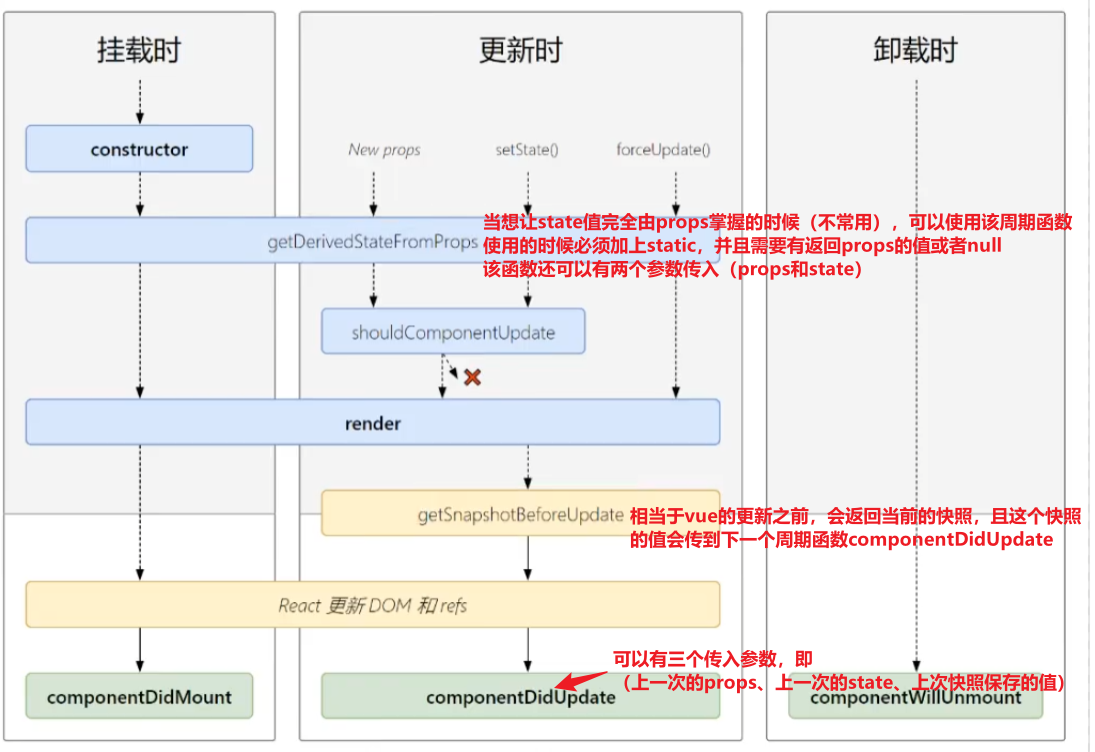 挂载时
更新时
卸载时
constructor
New props
setState()
forceUpdate()
getDerivedStateFromProps
当想让state值完全由props掌握的时候（不常用），可以使用该周期函数
使用的时候必须加上static，并且需要有返回props的值或者null
该函数还可以有两个参数传入（props和state）
shouldComponentUpdate
render
getSnapshotBeforeUpdate
相当于vue的更新之前，会返回当前的快照，且这个快照
的值会传到下一个周期函数componentDidUpdate
React 更新 DOM 和 refs
可以有三个传入参数，即
（上一次的props、上一次的state、上次快照保存的值）
componentDidMount
componentDidUpdate
componentWillUnmount